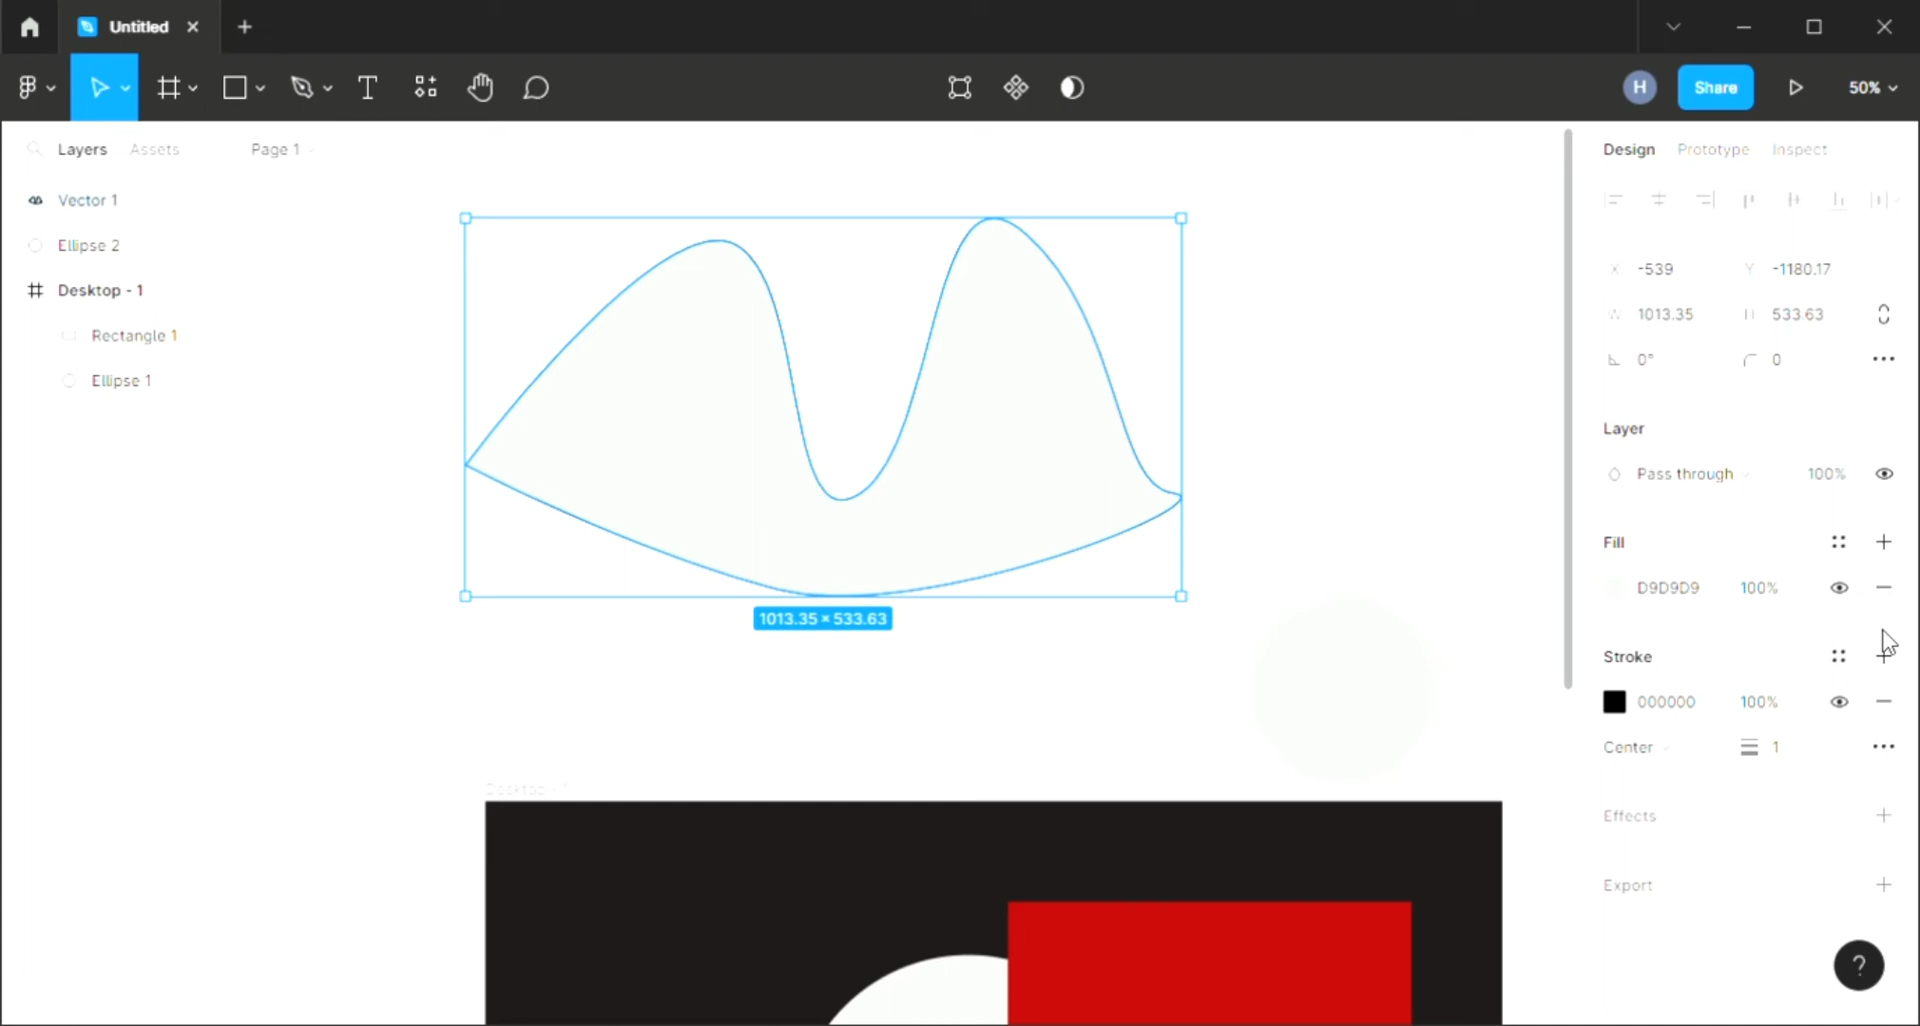 Untitled
H
Share
50%
Layers
Assets
Page 1
Design
Prototype
Inspect
Vector 1
Ellipse 2
Desktop - 1
Rectangle 1
Ellipse 1
X -539
Y -1180.17
W 1013.35
H 533.63
0°
0
Layer
Pass through
100%
Fill
D9D9D9
100%
1013.35 × 533.63
Stroke
000000
100%
Center
1
Desktop - 1
Effects
Export
?